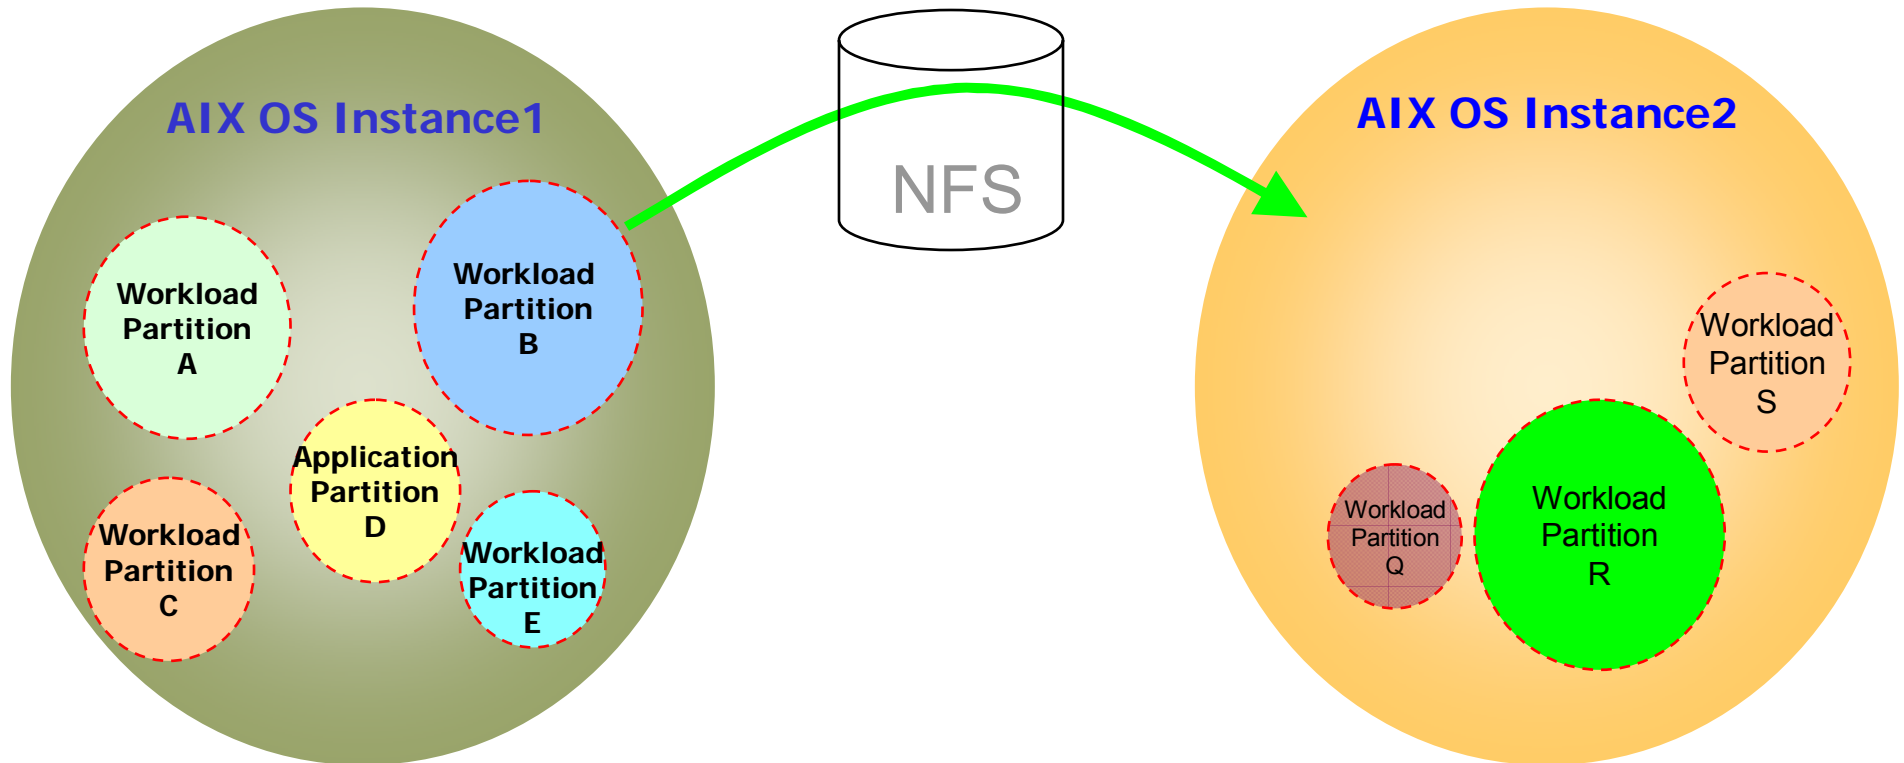 AIX OS Instance1
Workload
Partition
A
Workload
Partition
B
Workload
Partition
C
Application
Partition
D
Workload
Partition
E
NFS
AIX OS Instance2
Workload
Partition
S
Workload
Partition
Q
Workload
Partition
R